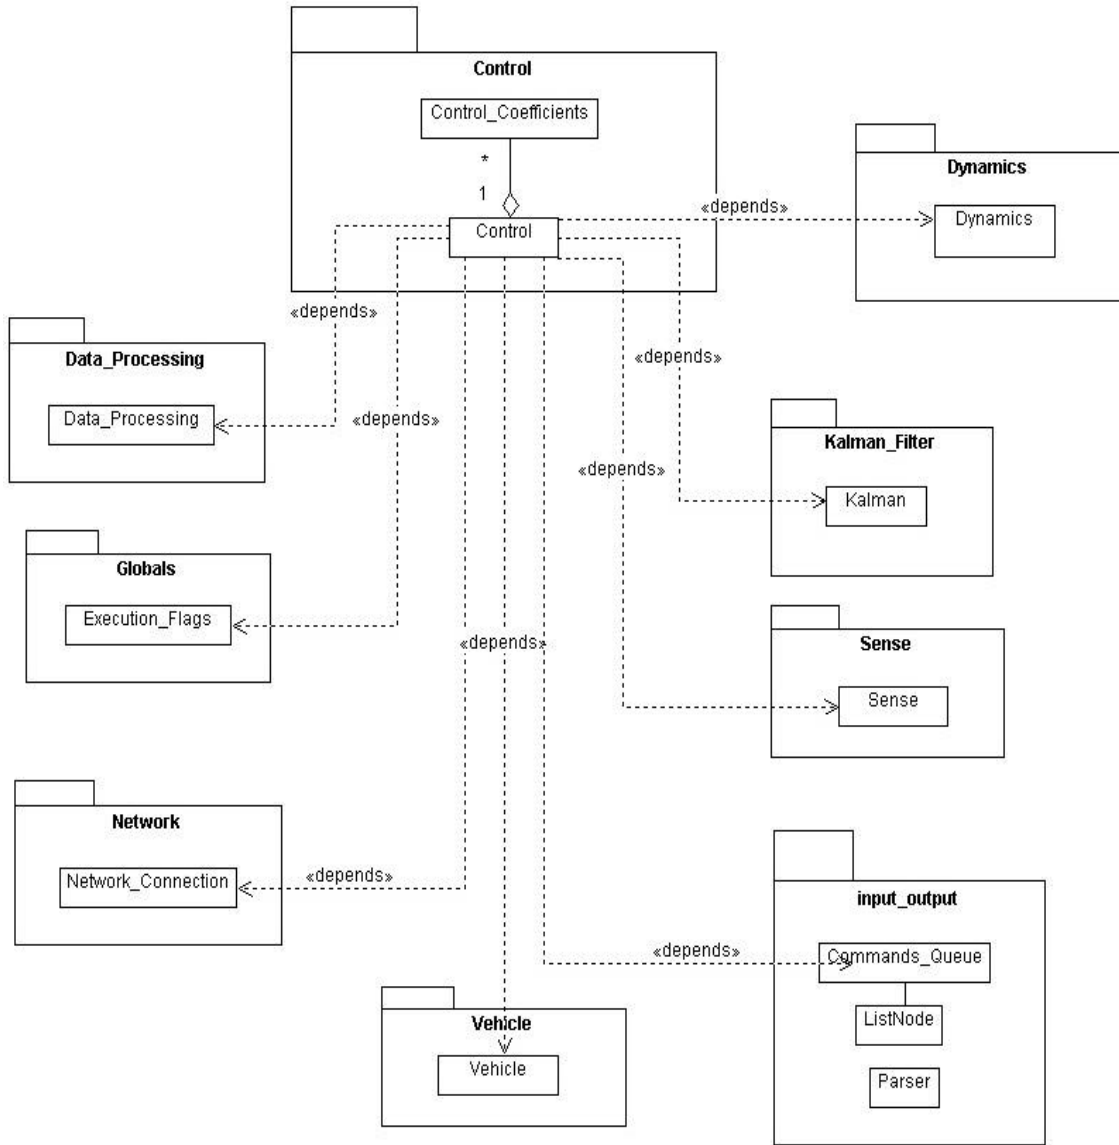 Control
Control_Coefficients
*
1
Control
Dynamics
Dynamics
«depends»
«depends»
Data_Processing
Data_Processing
«depends»
«depends»
Kalman_Filter
Kalman
«depends»
Globals
Execution_Flags
Sense
Sense
«depends»
Network
Network_Connection
«depends»
input_output
Commands_Queue
«depends»
ListNode
Parser
Vehicle
Vehicle